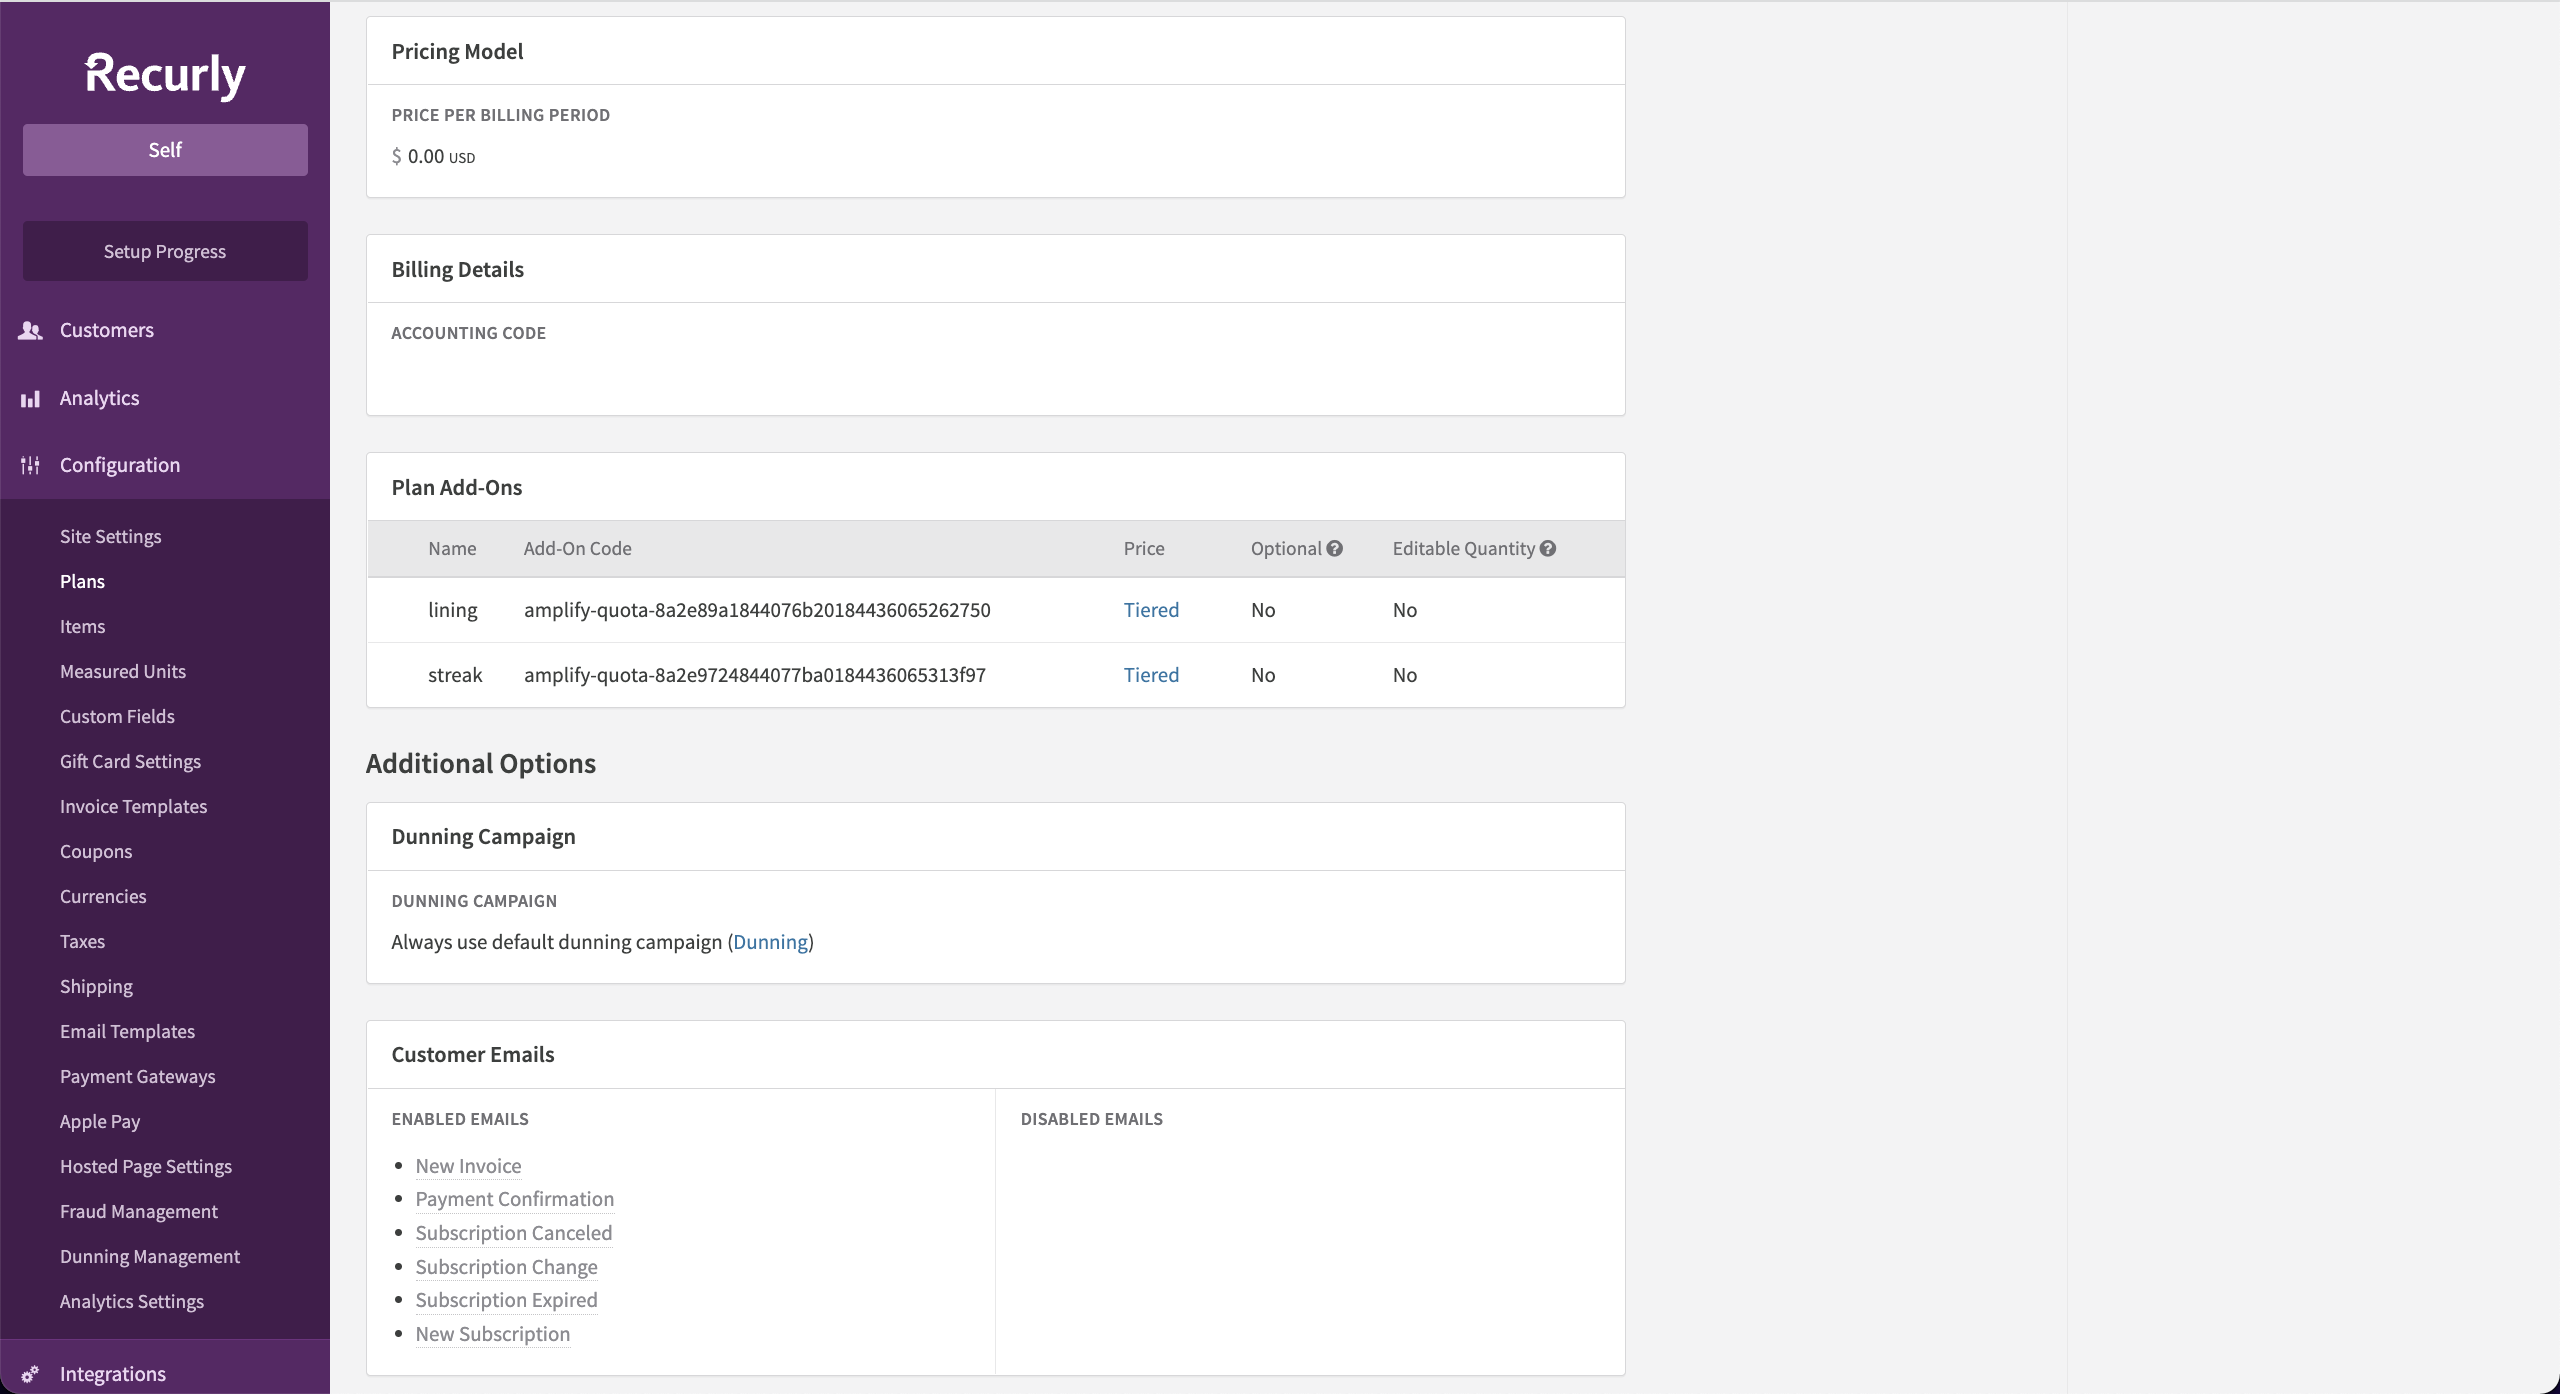 Recurly
Self
Setup Progress
Customers
Analytics
Configuration
Site Settings
Plans
Items
Measured Units
Custom Fields
Gift Card Settings
Invoice Templates
Coupons
Currencies
Taxes
Shipping
Email Templates
Payment Gateways
Apple Pay
Hosted Page Settings
Fraud Management
Dunning Management
Analytics Settings
Integrations
Pricing Model
PRICE PER BILLING PERIOD
$ 0.00 USD
Billing Details
ACCOUNTING CODE
Plan Add-Ons
Name Add-On Code Price Optional Editable Quantity
lining amplify-quota-8a2e89a1844076b20184436065262750 Tiered No No
streak amplify-quota-8a2e9724844077ba0184436065313f97 Tiered No No
Additional Options
Dunning Campaign
DUNNING CAMPAIGN
Always use default dunning campaign (Dunning)
Customer Emails
ENABLED EMAILS
New Invoice
Payment Confirmation
Subscription Canceled
Subscription Change
Subscription Expired
New Subscription
DISABLED EMAILS